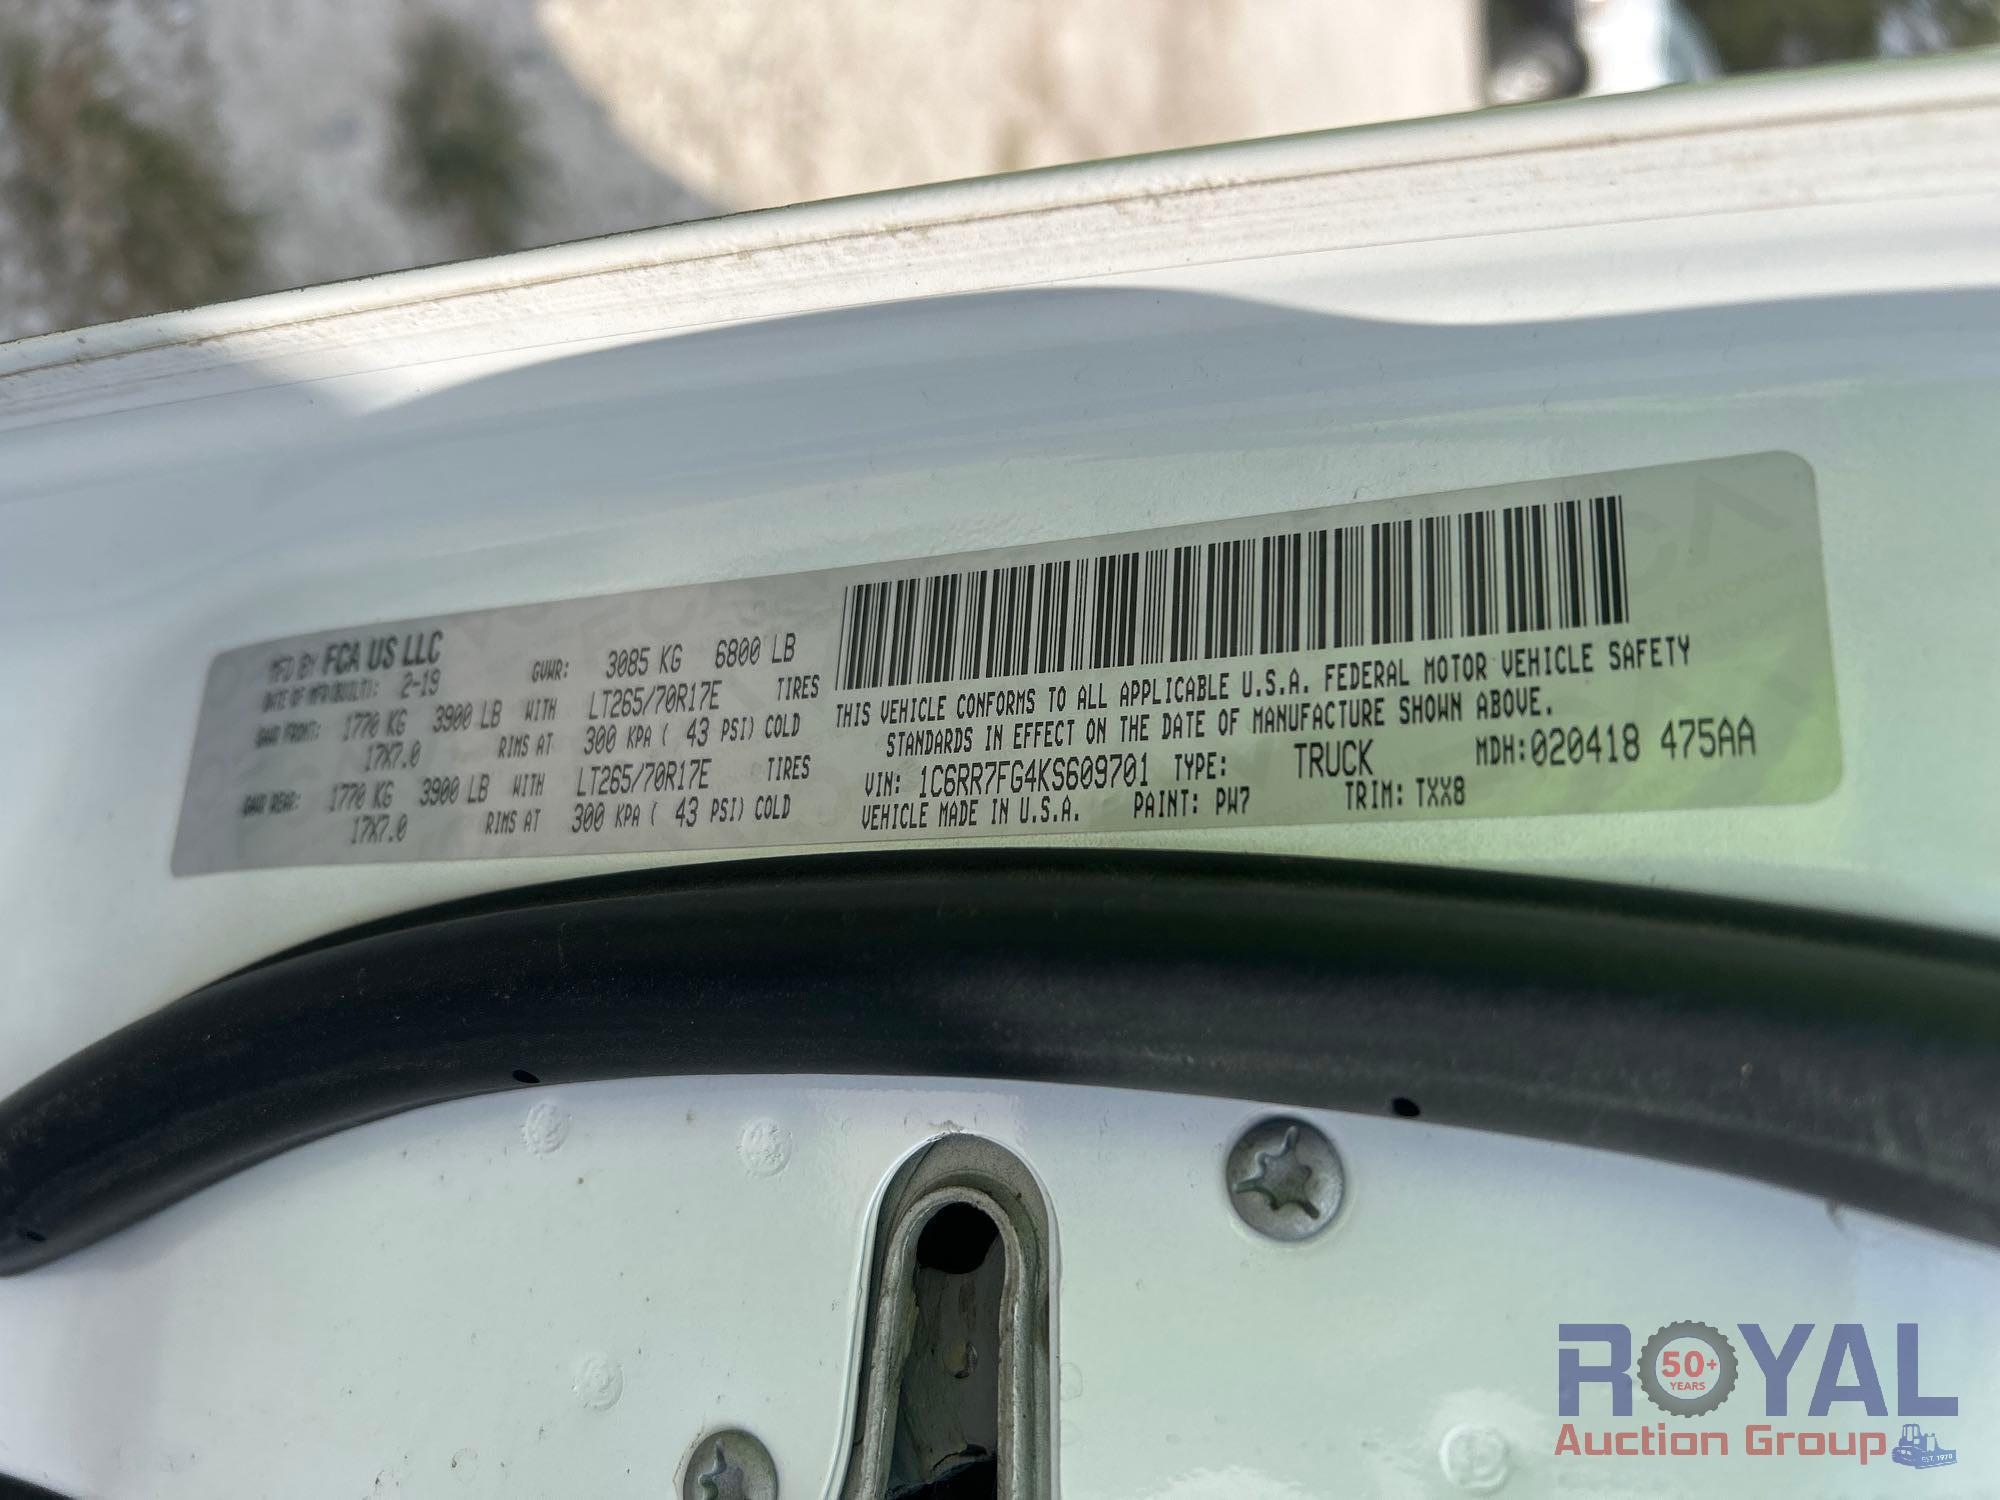 MFD BY FCA US LLC
DATE OF MFR(BUILT): 2-19 GVWR: 3085 KG 6800 LB
GAWR FRONT: 1770 KG 3900 LB WITH LT265/70R17E TIRES
17X7.0 RIMS AT 300 KPA ( 43 PSI) COLD
GAWR REAR: 1770 KG 3900 LB WITH LT265/70R17E TIRES
17X7.0 RIMS AT 300 KPA ( 43 PSI) COLD
THIS VEHICLE CONFORMS TO ALL APPLICABLE U.S.A. FEDERAL MOTOR VEHICLE SAFETY
STANDARDS IN EFFECT ON THE DATE OF MANUFACTURE SHOWN ABOVE.
VIN: 1C6RR7FG4KS609701 TYPE: TRUCK MDH:020418 475AA
VEHICLE MADE IN U.S.A. PAINT: PW7 TRIM: TXX8
ROYAL
50+
YEARS
Auction Group
EST. 1970